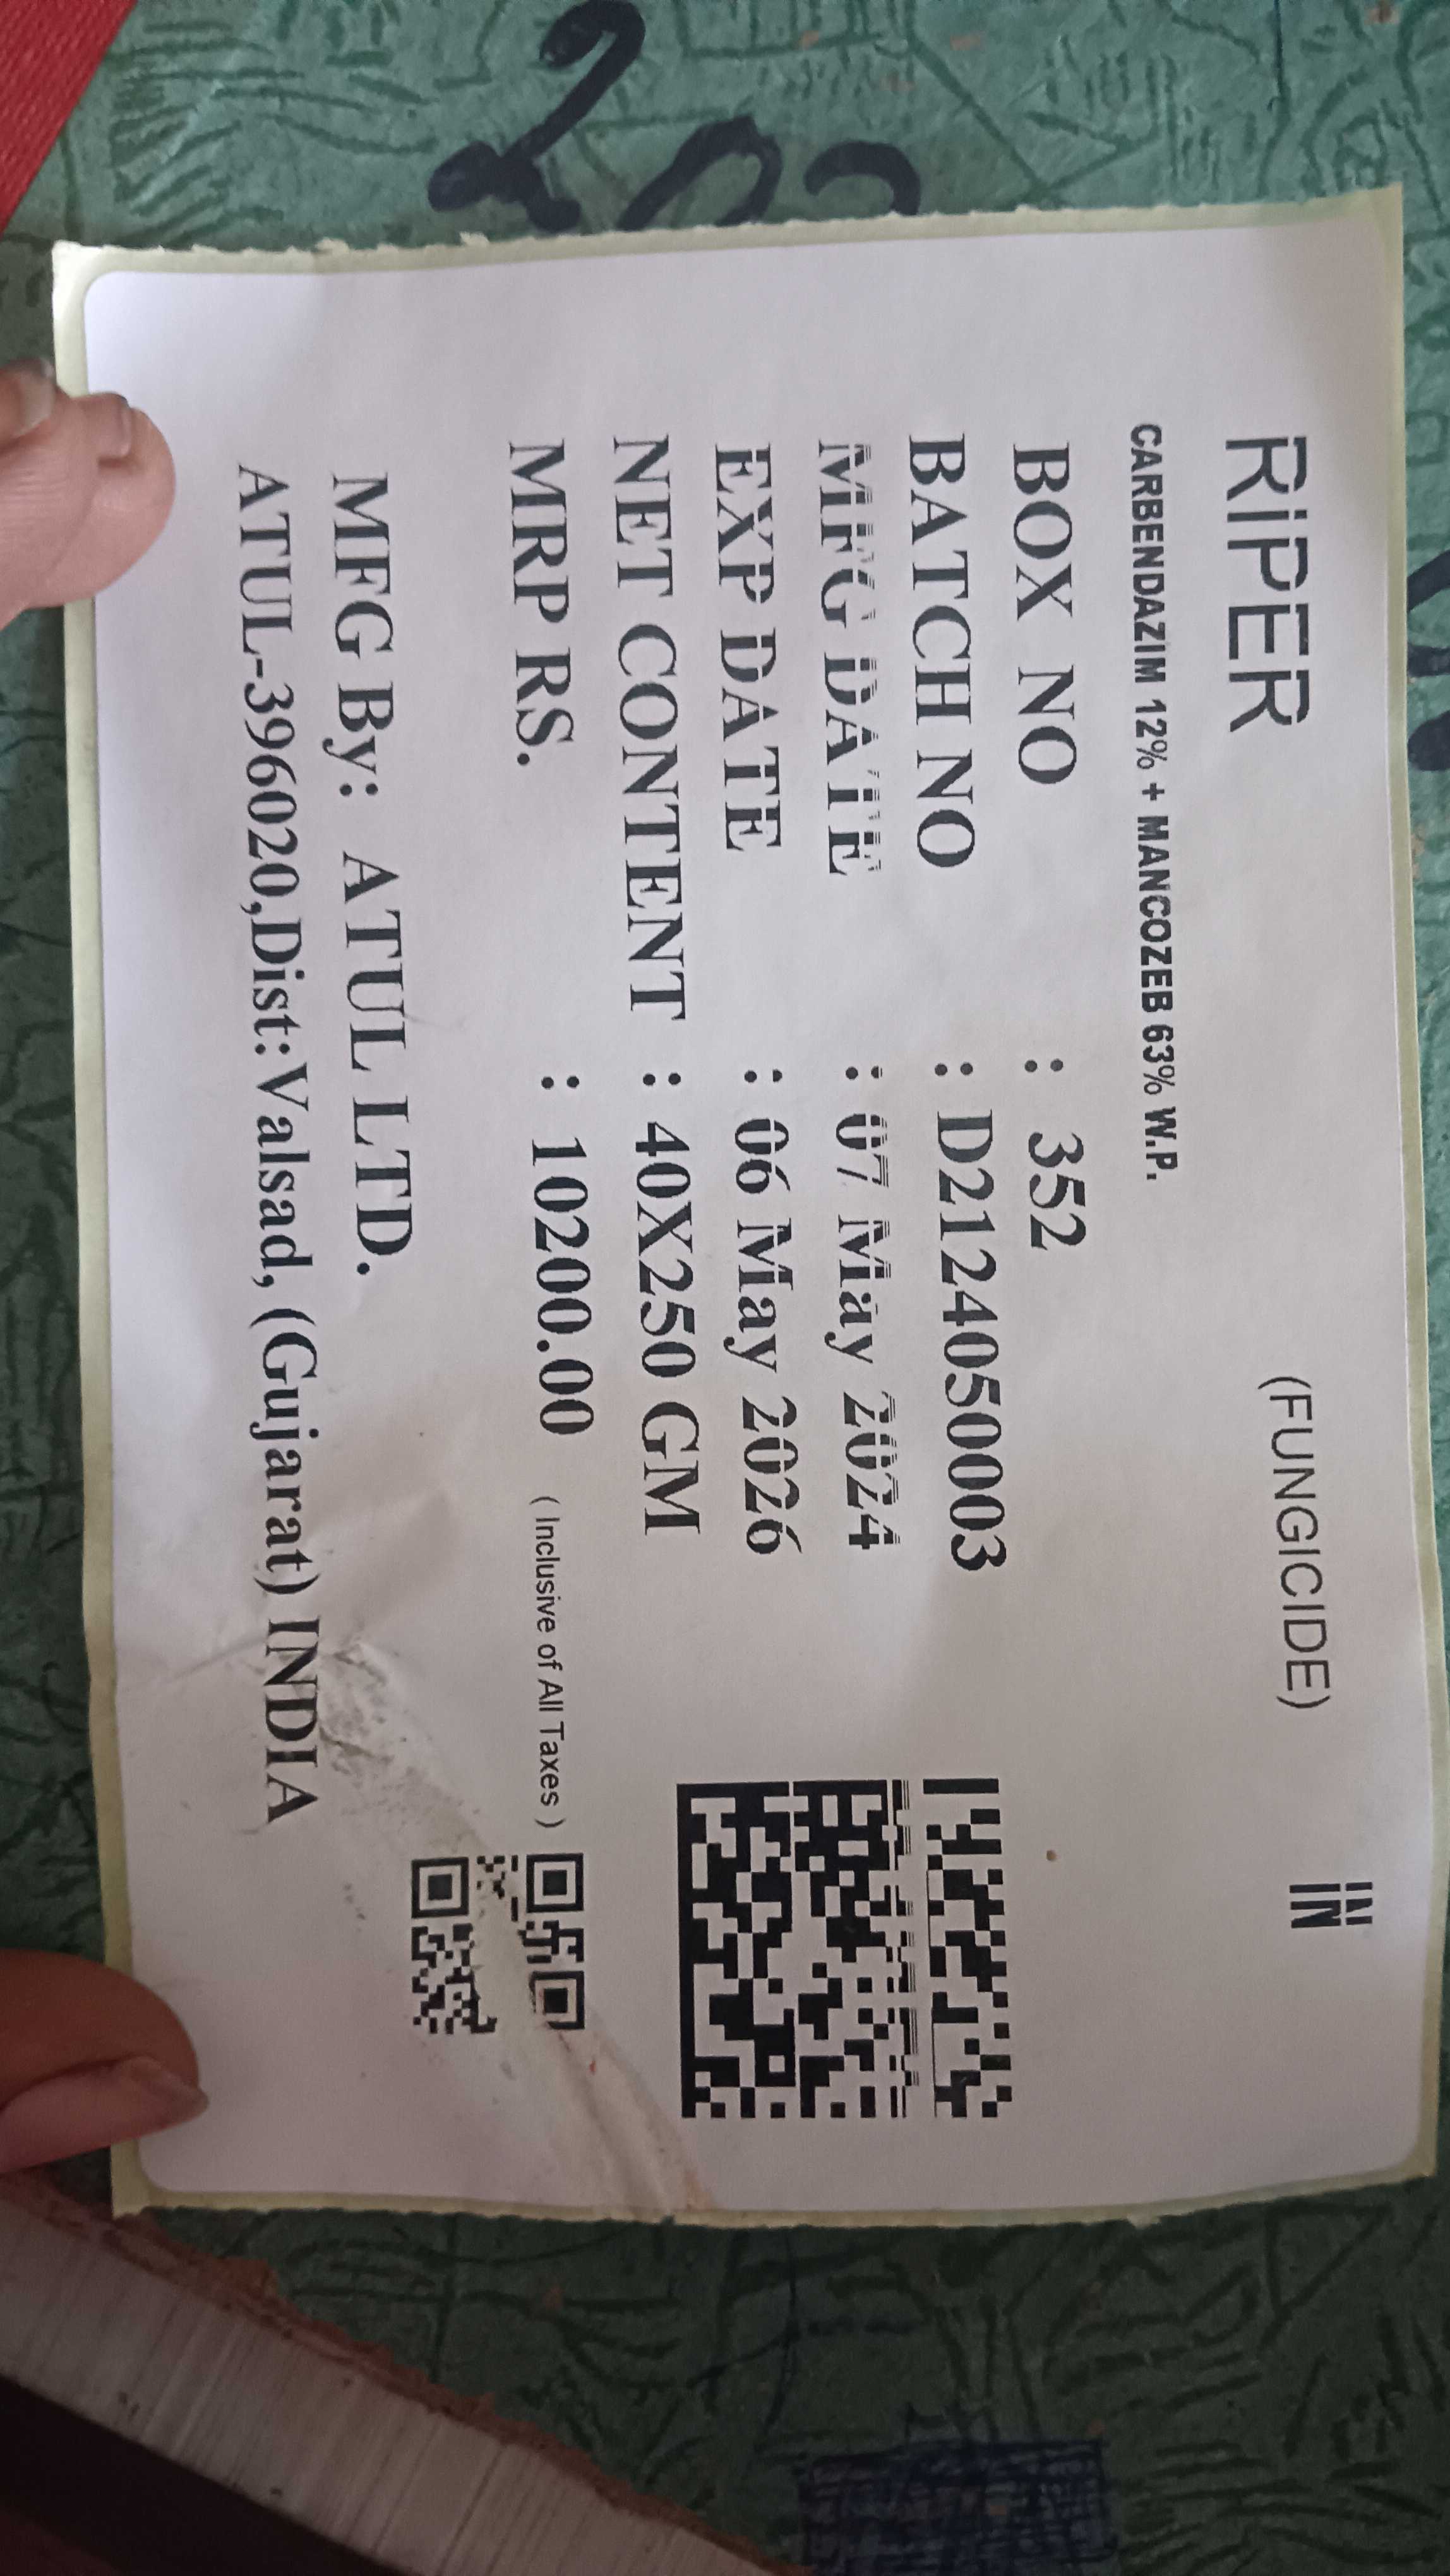 RiPER (FUNGICIDE) iN
CARBENDAZIM 12% + MANCOZEB 63% W.P.
BOX NO : 352
BATCH NO : D2124050003
MFG DATE : 07 May 2024
EXP DATE : 06 May 2026
NET CONTENT : 40X250 GM
MRP RS. : 10200.00 ( Inclusive of All Taxes )
MFG By: ATUL LTD.
ATUL-396020,Dist:Valsad, (Gujarat) INDIA